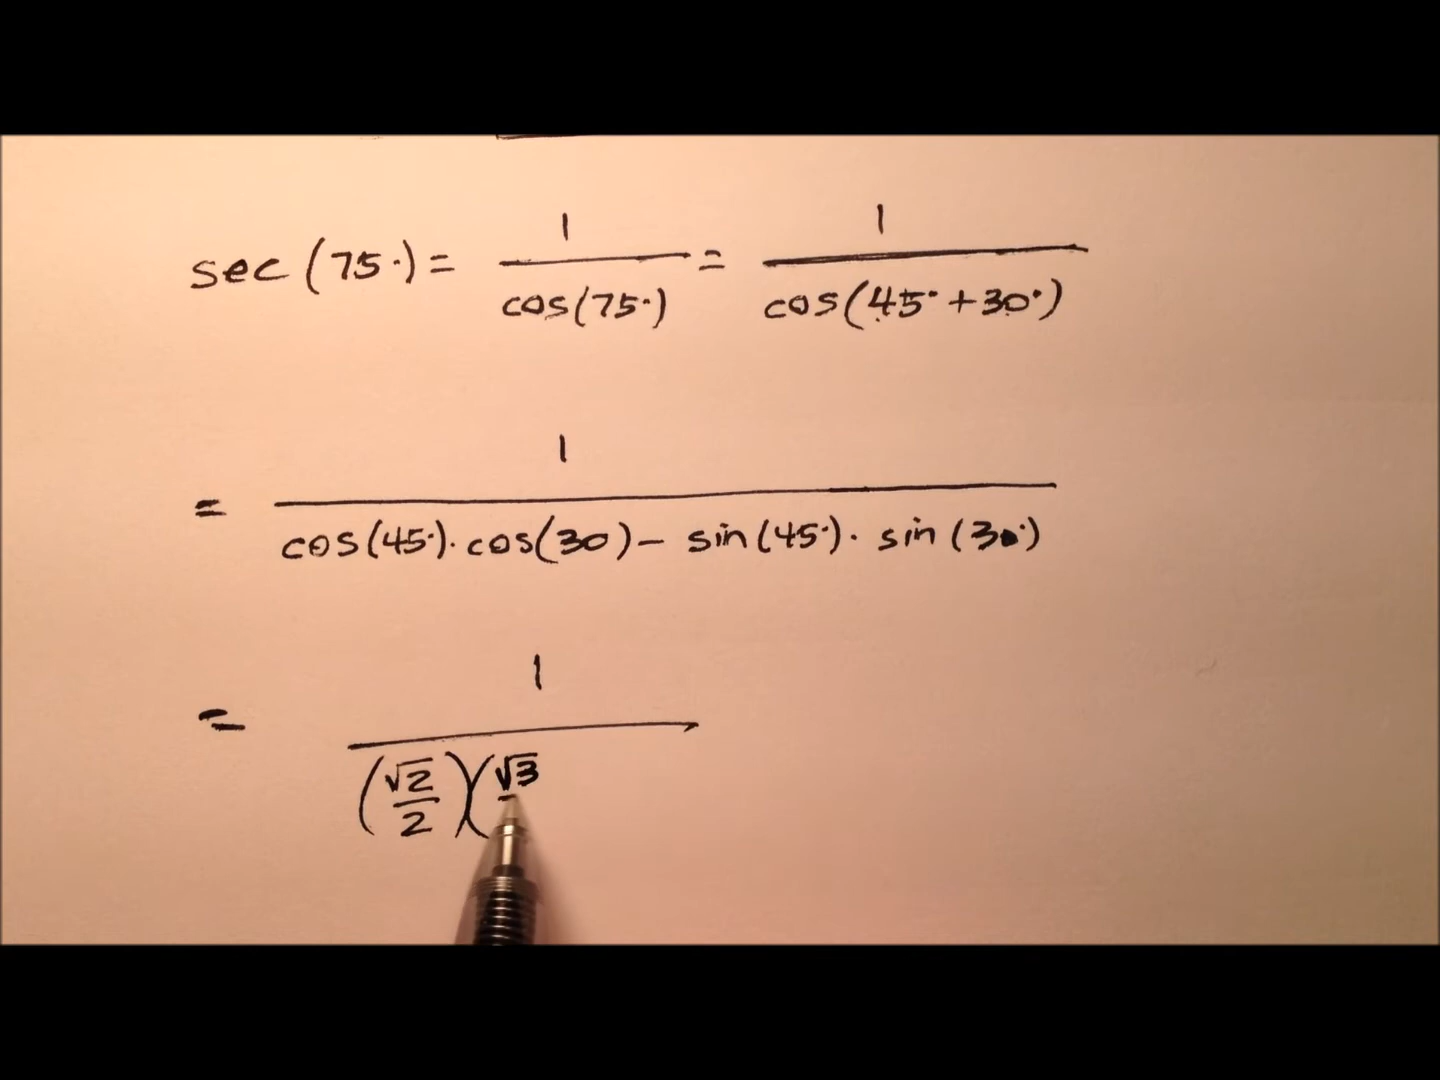 sec(75°) = 1/cos(75°) = 1/cos(45° + 30°)
= 1/cos(45°)·cos(30) − sin(45°)·sin(30°)
= 1/(√2/2)(√3